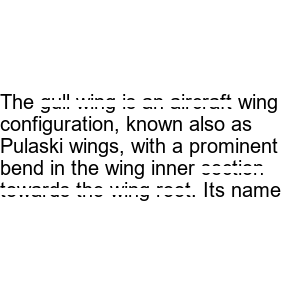 The gull wing is an aircraft wing
configuration, known also as
Pulaski wings, with a prominent
bend in the wing inner section
towards the wing root. Its name